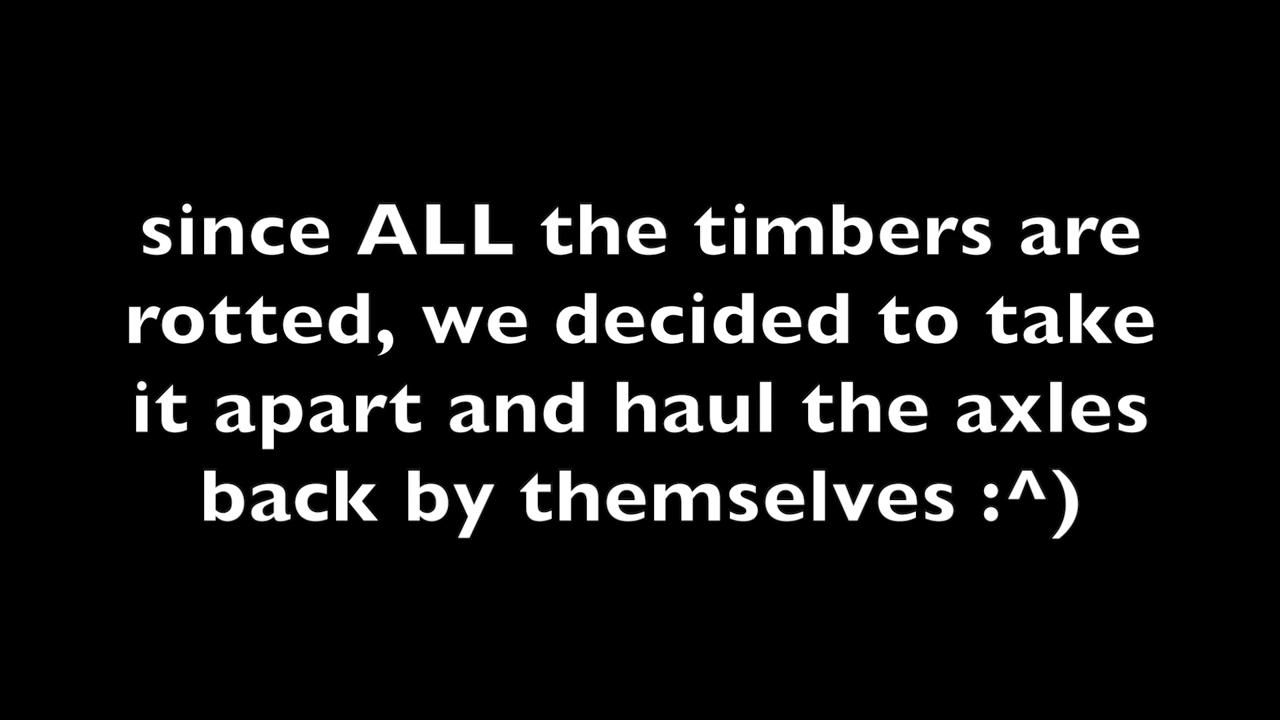 since ALL the timbers are
rotted, we decided to take
it apart and haul the axles
back by themselves :^)